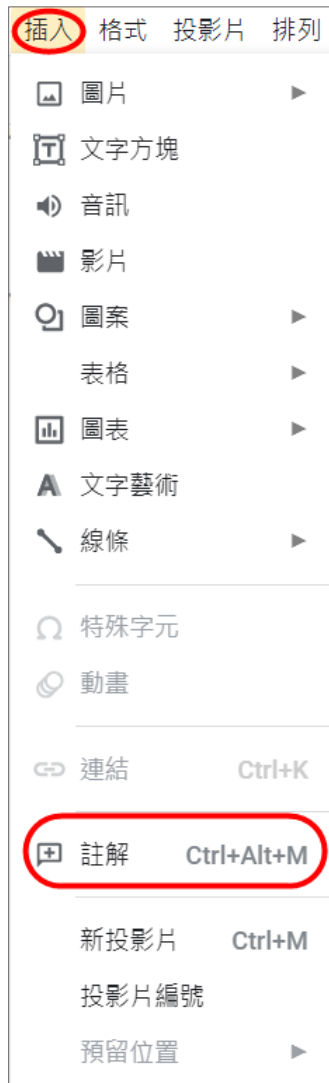 插入 格式 投影片 排列
圖片
文字方塊
音訊
影片
圖案
表格
圖表
文字藝術
線條
特殊字元
動畫
連結 Ctrl+K
註解 Ctrl+Alt+M
新投影片 Ctrl+M
投影片編號
預留位置